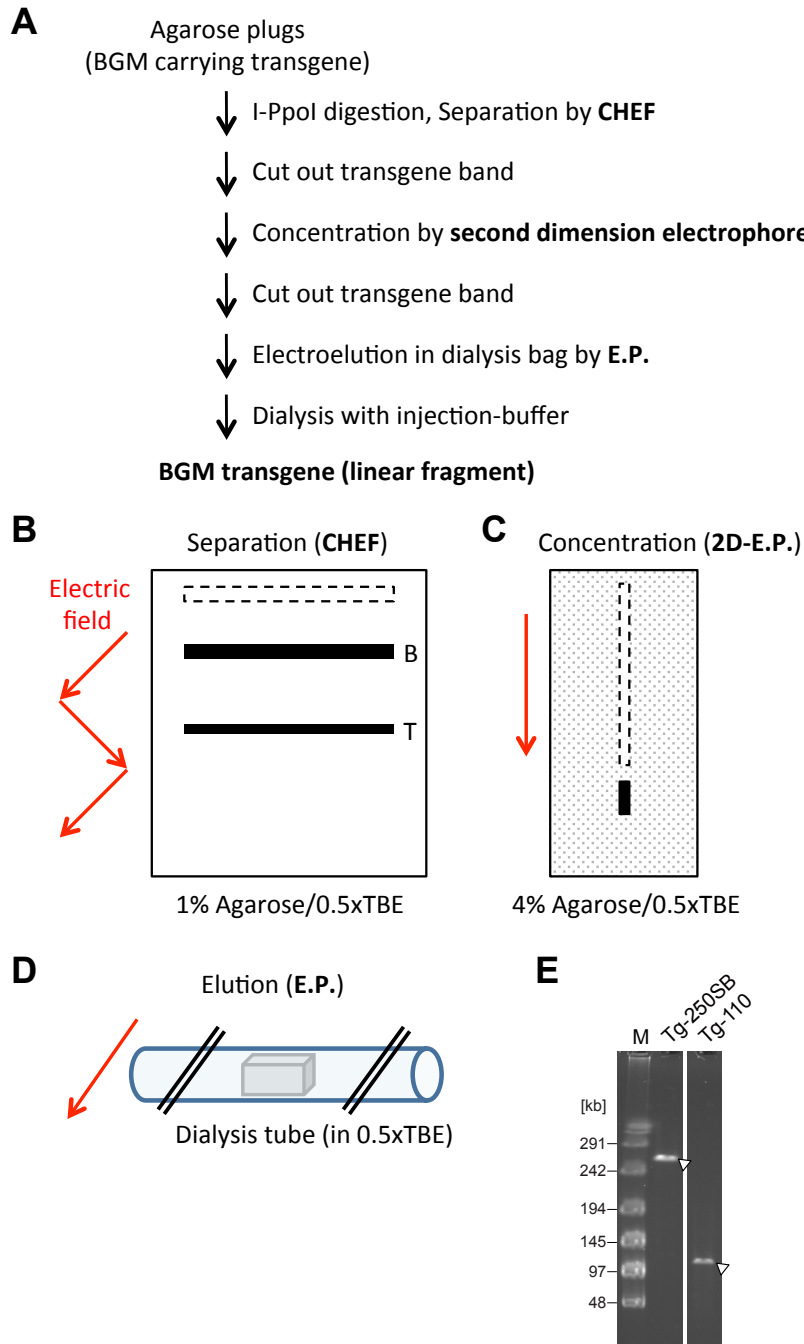 A
Agarose plugs
(BGM carrying transgene)
I-PpoI digestion, Separation by CHEF
Cut out transgene band
Concentration by second dimension electrophore
Cut out transgene band
Electroelution in dialysis bag by E.P.
Dialysis with injection-buffer
BGM transgene (linear fragment)
B
Separation (CHEF)
Electric
field
B
T
1% Agarose/0.5xTBE
C
Concentration (2D-E.P.)
4% Agarose/0.5xTBE
D
Elution (E.P.)
Dialysis tube (in 0.5xTBE)
E
M
Tg-250SB
Tg-110
[kb]
291
242
194
145
97
48